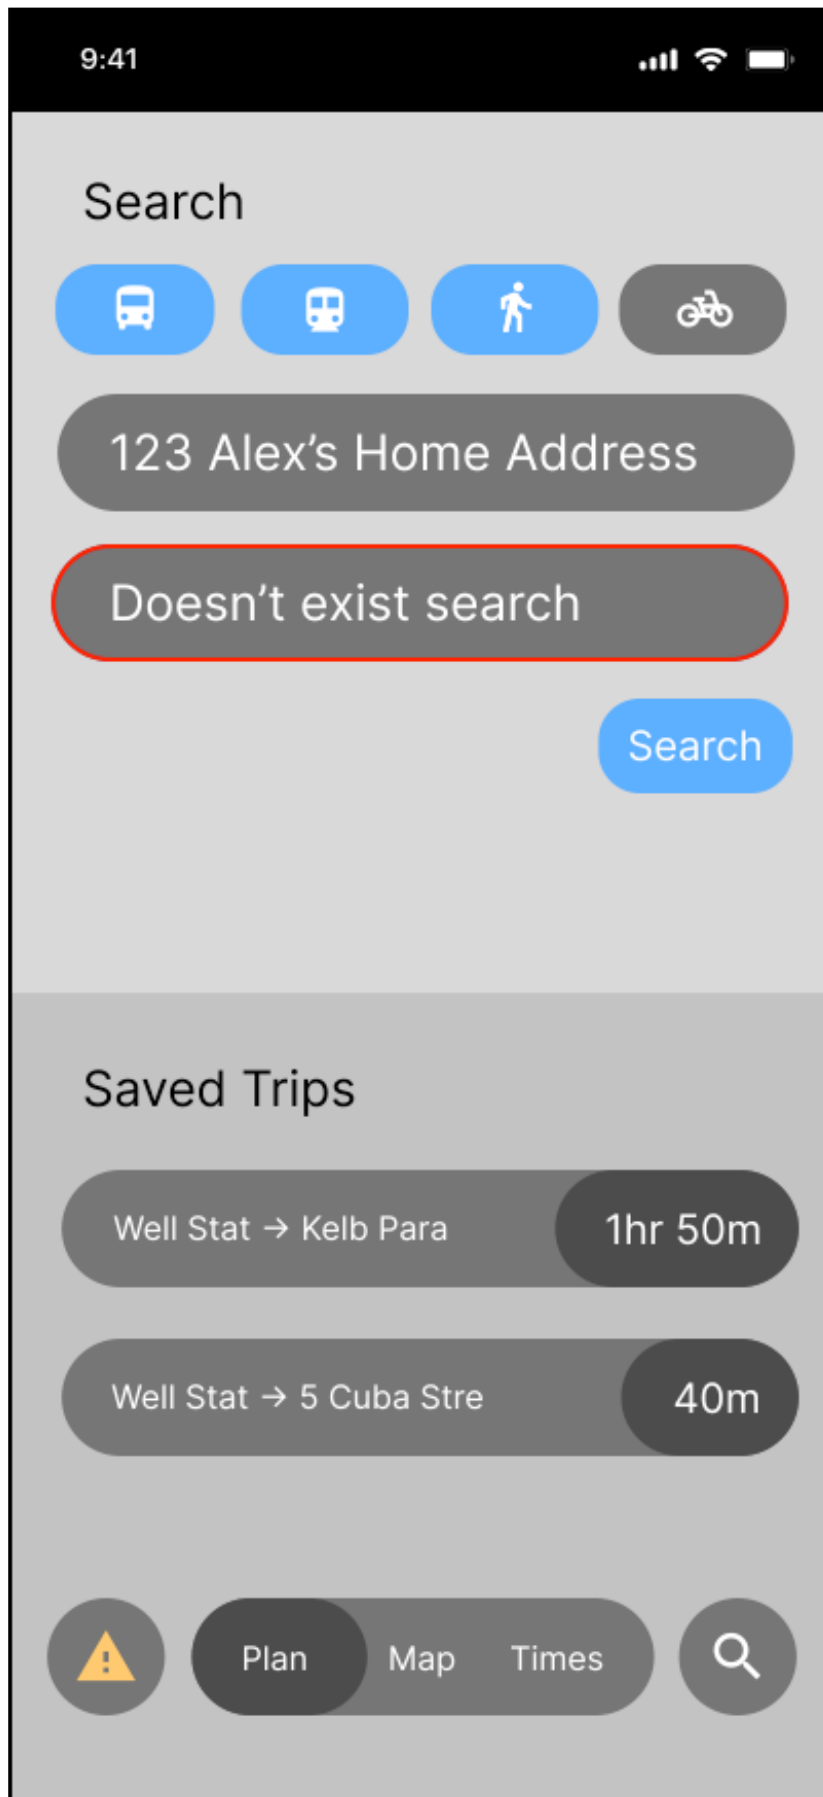 9:41
Search
123 Alex’s Home Address
Doesn’t exist search
Search
Saved Trips
Well Stat → Kelb Para 1hr 50m
Well Stat → 5 Cuba Stre 40m
Plan Map Times